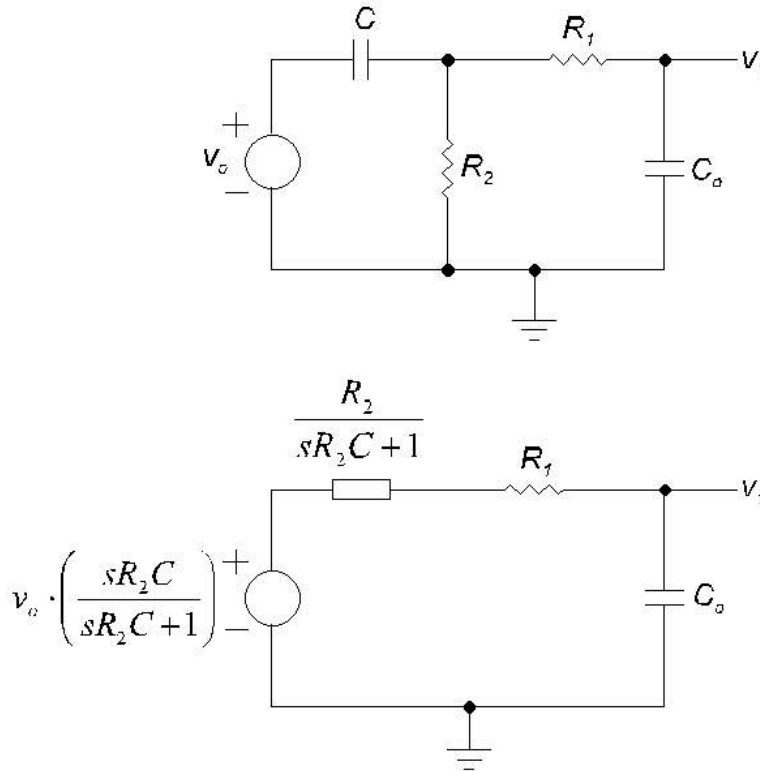 C
R₁
v
+
vₒ
−
R₂
Cₒ
R₂
sR₂C + 1
R₁
v
vₒ · ( sR₂C / sR₂C + 1 )
+
−
Cₒ